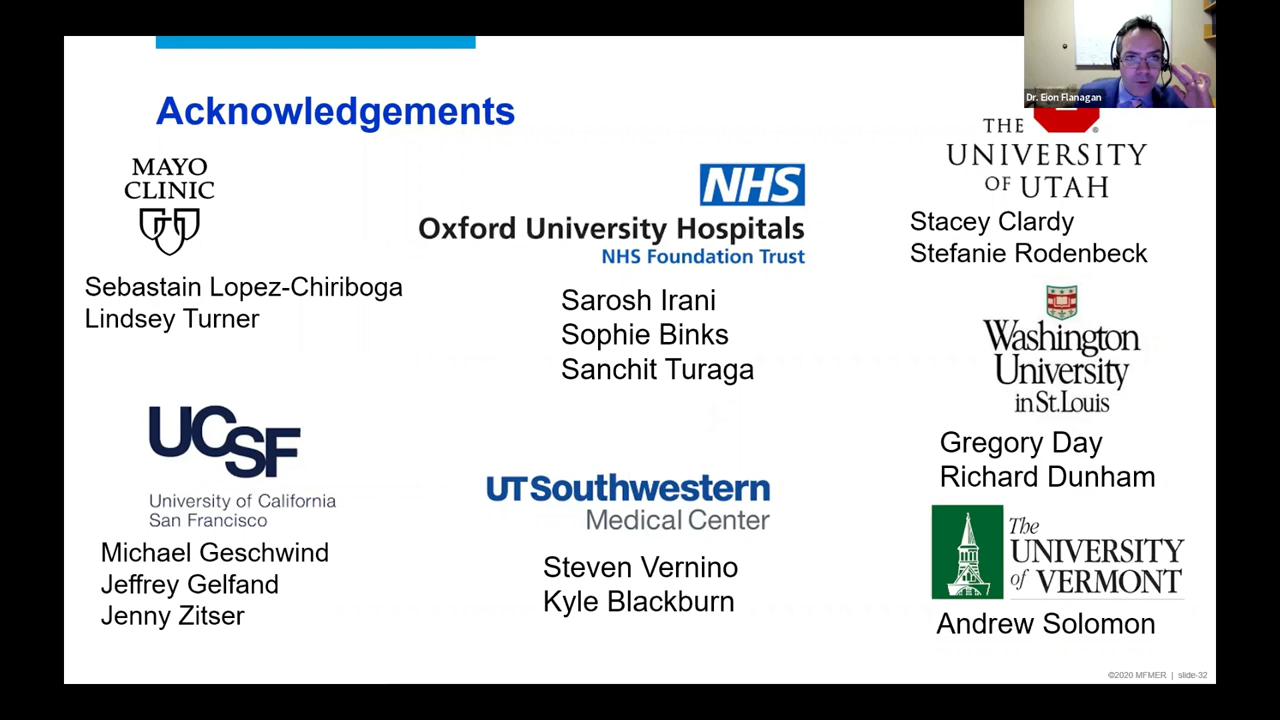 Dr. Eion Flanagan
Acknowledgements
MAYO
CLINIC
Sebastain Lopez-Chiriboga
Lindsey Turner
NHS
Oxford University Hospitals
NHS Foundation Trust
Sarosh Irani
Sophie Binks
Sanchit Turaga
THE
UNIVERSITY
OF UTAH
Stacey Clardy
Stefanie Rodenbeck
Washington
University
in St. Louis
Gregory Day
Richard Dunham
UCSF
University of California
San Francisco
Michael Geschwind
Jeffrey Gelfand
Jenny Zitser
UT Southwestern
Medical Center
Steven Vernino
Kyle Blackburn
The
UNIVERSITY
of VERMONT
Andrew Solomon
©2020 MFMER | slide-32